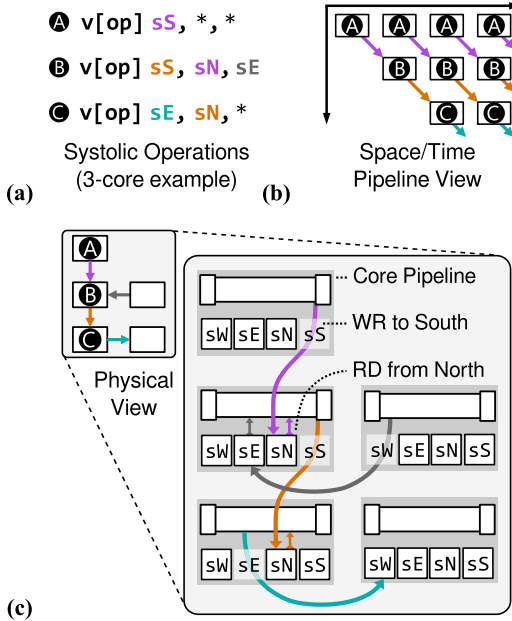 A v[op] sS, *, *
B v[op] sS, sN, sE
C v[op] sE, sN, *
Systolic Operations
(3-core example)
(a)
A A A A
B B B
C C
Space/Time
Pipeline View
(b)
A
B
C
Physical
View
Core Pipeline
sW sE sN sS
WR to South
RD from North
sW sE sN sS
sW sE sN sS
sW sE sN sS
sW sE sN sS
(c)